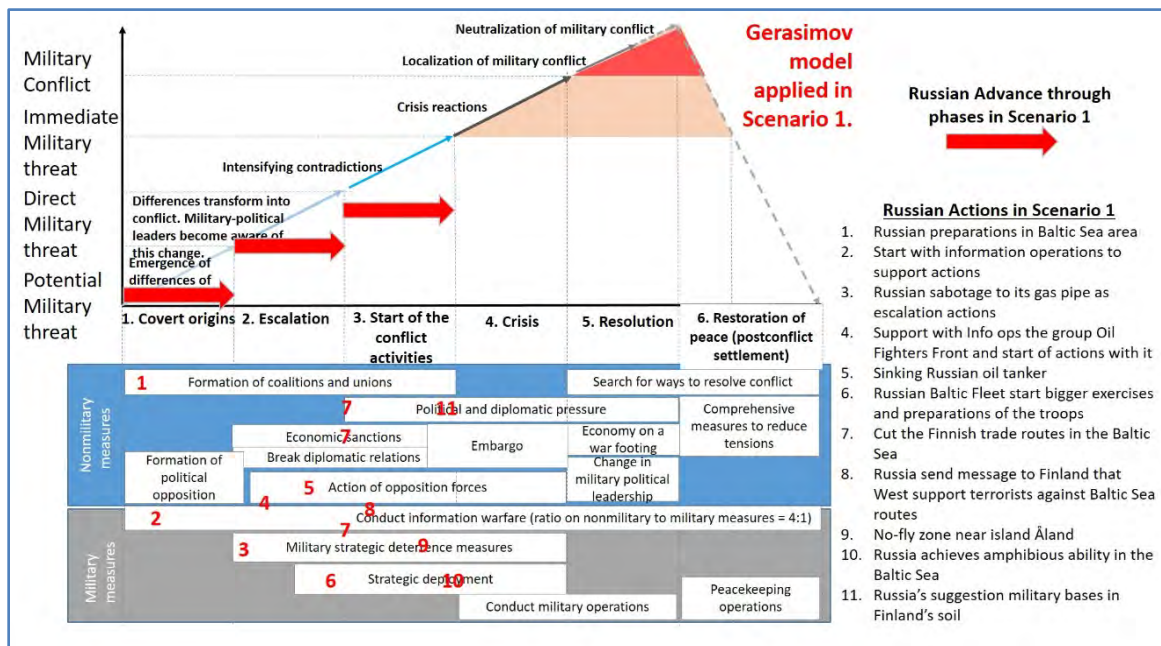 Neutralization of military conflict
Localization of military conflict
Crisis reactions
Intensifying contradictions
Differences transform into
conflict. Military-political
leaders become aware of
this change.
Emergence of
differences of
Military
Conflict
Immediate
Military
threat
Direct
Military
threat
Potential
Military
threat
Gerasimov
model
applied in
Scenario 1.
Russian Advance through
phases in Scenario 1
1. Covert origins
2. Escalation
3. Start of the
conflict
activities
4. Crisis
5. Resolution
6. Restoration of
peace (postconflict
settlement)
Nonmilitary
measures
1
Formation of coalitions and unions
Search for ways to resolve conflict
7
11
Political and diplomatic pressure
Comprehensive
measures to reduce
tensions
7
Economic sanctions
Break diplomatic relations
Embargo
Economy on a
war footing
Formation of
political
opposition
5
Action of opposition forces
Change in
military political
leadership
4
8
2
Conduct information warfare (ratio on nonmilitary to military measures = 4:1)
7
Military
measures
3
Military strategic deterrence measures
9
6
Strategic deployment
10
Conduct military operations
Peacekeeping
operations
Russian Actions in Scenario 1
1. Russian preparations in Baltic Sea area
2. Start with information operations to
support actions
3. Russian sabotage to its gas pipe as
escalation actions
4. Support with Info ops the group Oil
Fighters Front and start of actions with it
5. Sinking Russian oil tanker
6. Russian Baltic Fleet start bigger exercises
and preparations of the troops
7. Cut the Finnish trade routes in the Baltic
Sea
8. Russia send message to Finland that
West support terrorists against Baltic Sea
routes
9. No-fly zone near island Åland
10. Russia achieves amphibious ability in the
Baltic Sea
11. Russia's suggestion military bases in
Finland's soil